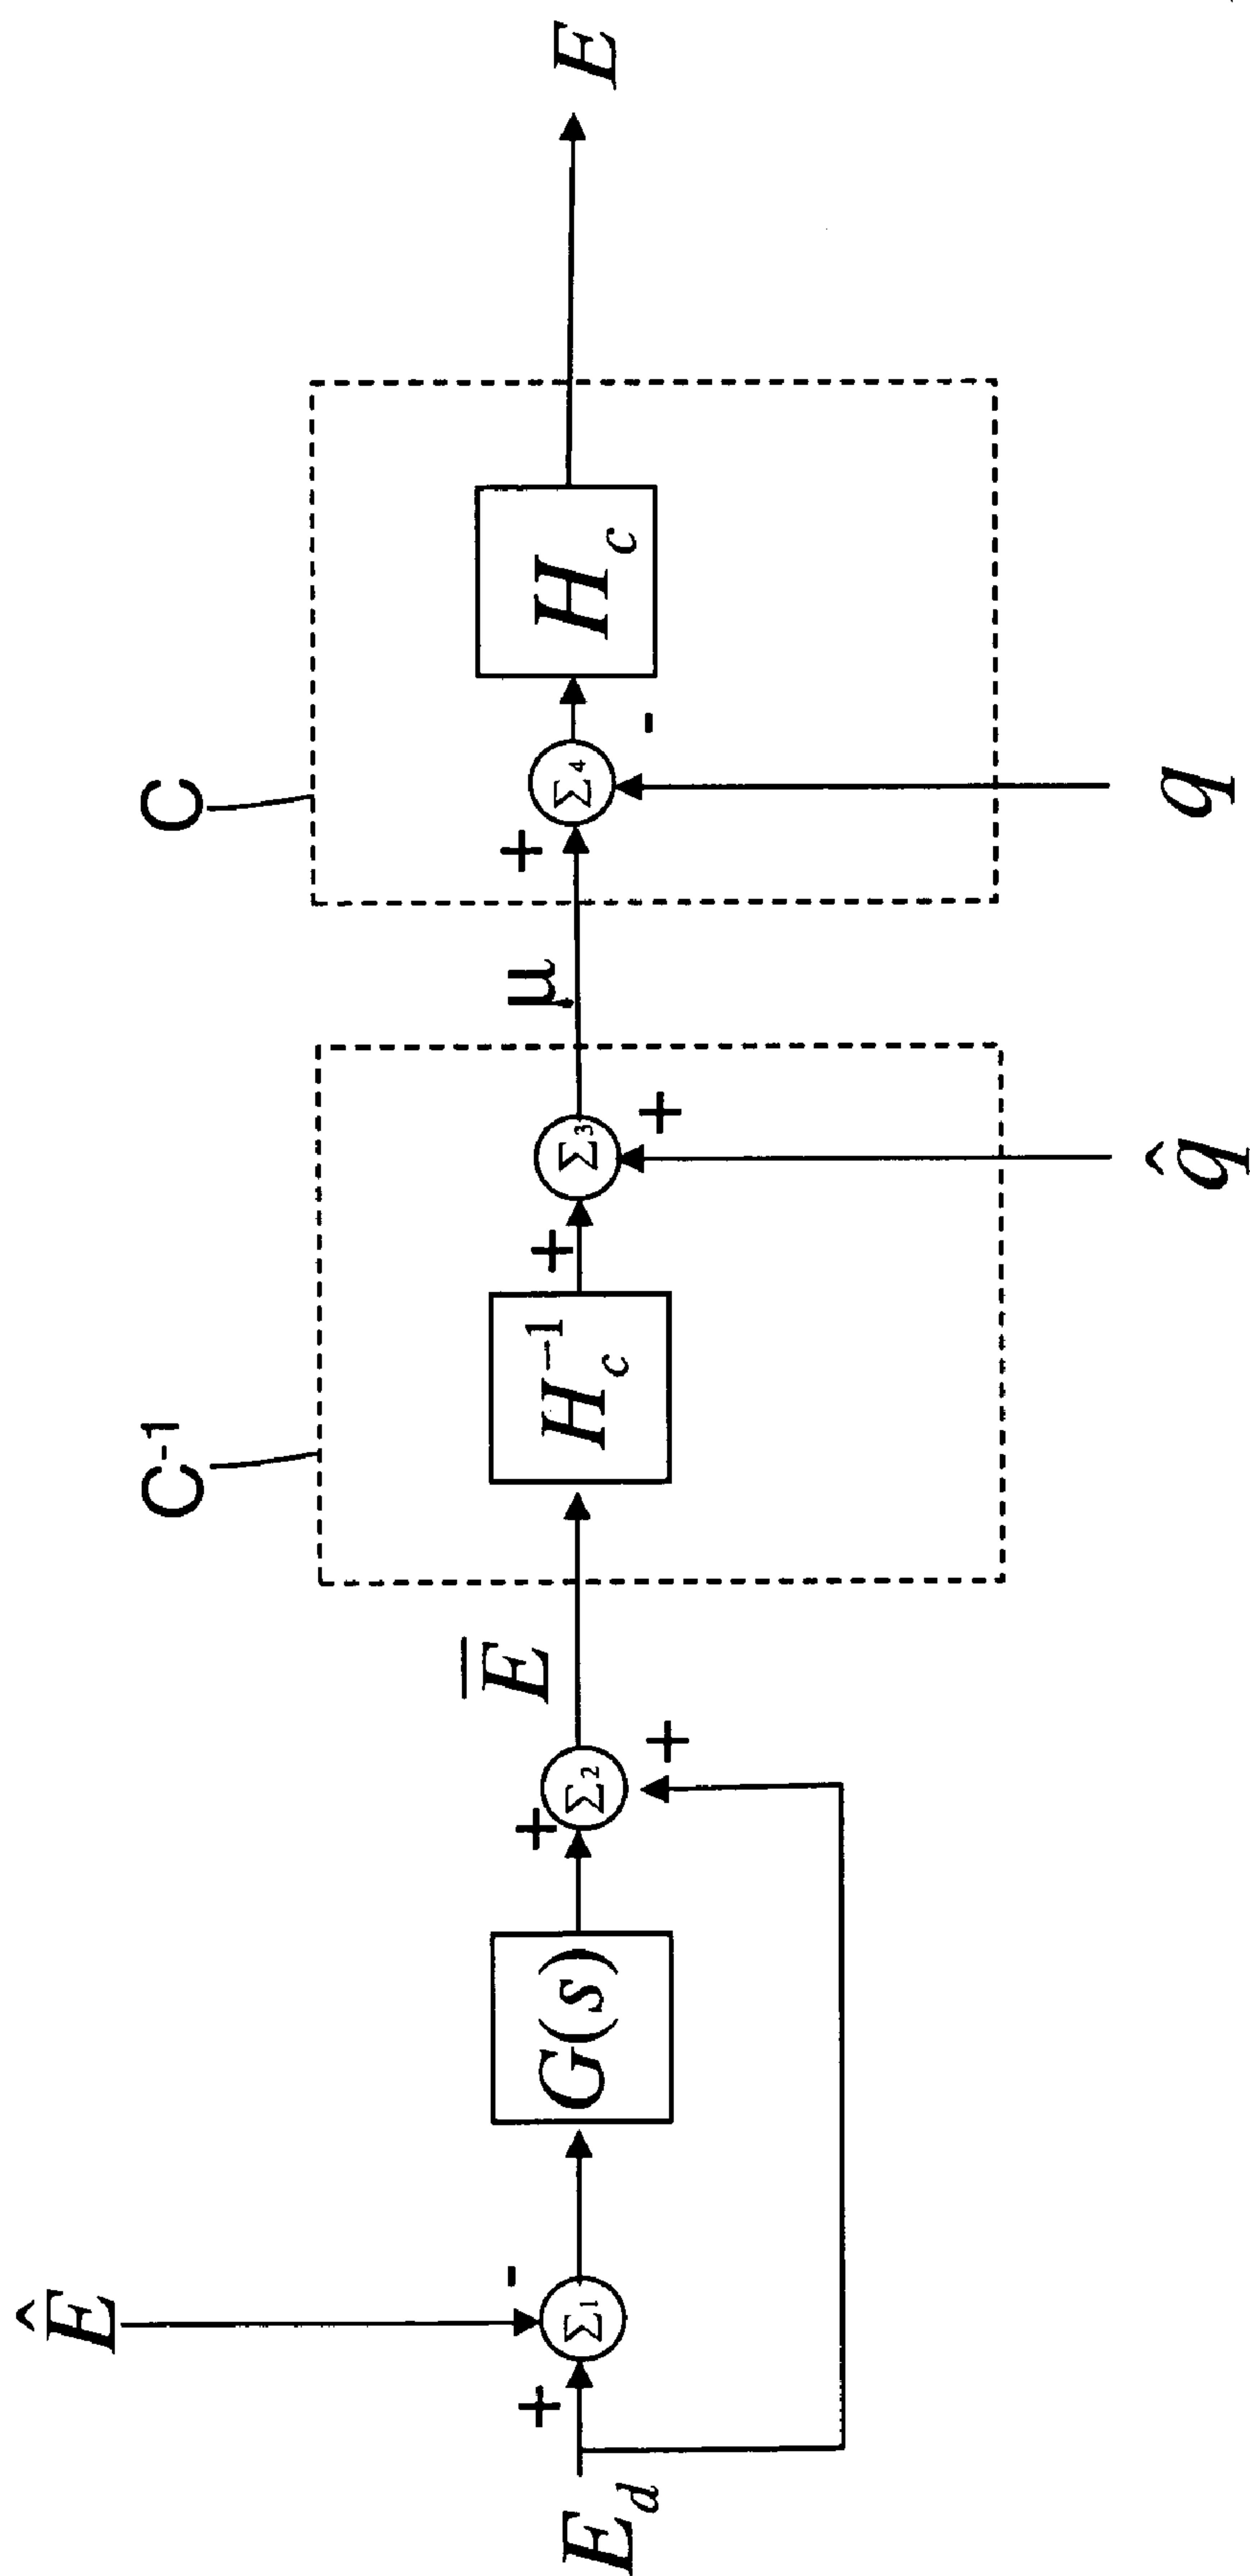 Ê
E_d
+
-
Σ₁
G(s)
+
+
Σ₂
E̅
C⁻¹
H_c⁻¹
+
+
Σ₃
q̂
μ
C
+
-
Σ₄
q
H_c
E